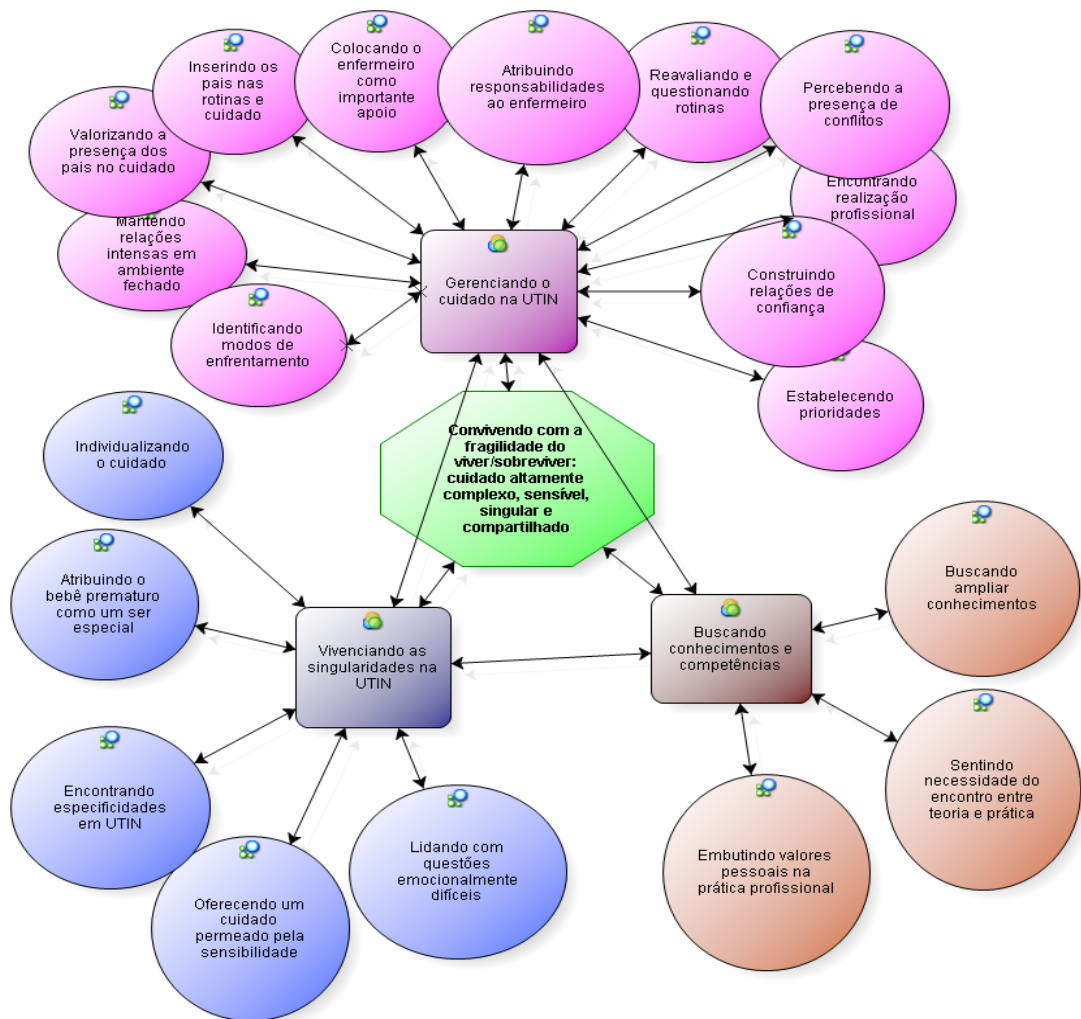 Colocando o
enfermeiro
como
importante
apoio
Inserindo os
pais nas
rotinas e
cuidado
Atribuindo
responsabilidades
ao enfermeiro
Reavaliando e
questionando
rotinas
Percebendo a
presença de
conflitos
Valorizando a
presença dos
pais no cuidado
Encontrando
realização
profissional
Mantendo
relações
intensas em
ambiente
fechado
Gerenciando o
cuidado na UTIN
Construindo
relações de
confiança
Identificando
modos de
enfrentamento
Estabelecendo
prioridades
Convivendo com a
fragilidade do
viver/sobreviver:
cuidado altamente
complexo, sensível,
singular e
compartilhado
Individualizando
o cuidado
Atribuindo o
bebê prematuro
como um ser
especial
Vivenciando as
singularidades na
UTIN
Buscando
conhecimentos e
competências
Buscando
ampliar
conhecimentos
Encontrando
especificidades
em UTIN
Sentindo
necessidade do
encontro entre
teoria e prática
Lidando com
questões
emocionalmente
difíceis
Embutindo valores
pessoais na
prática profissional
Oferecendo um
cuidado
permeado pela
sensibilidade